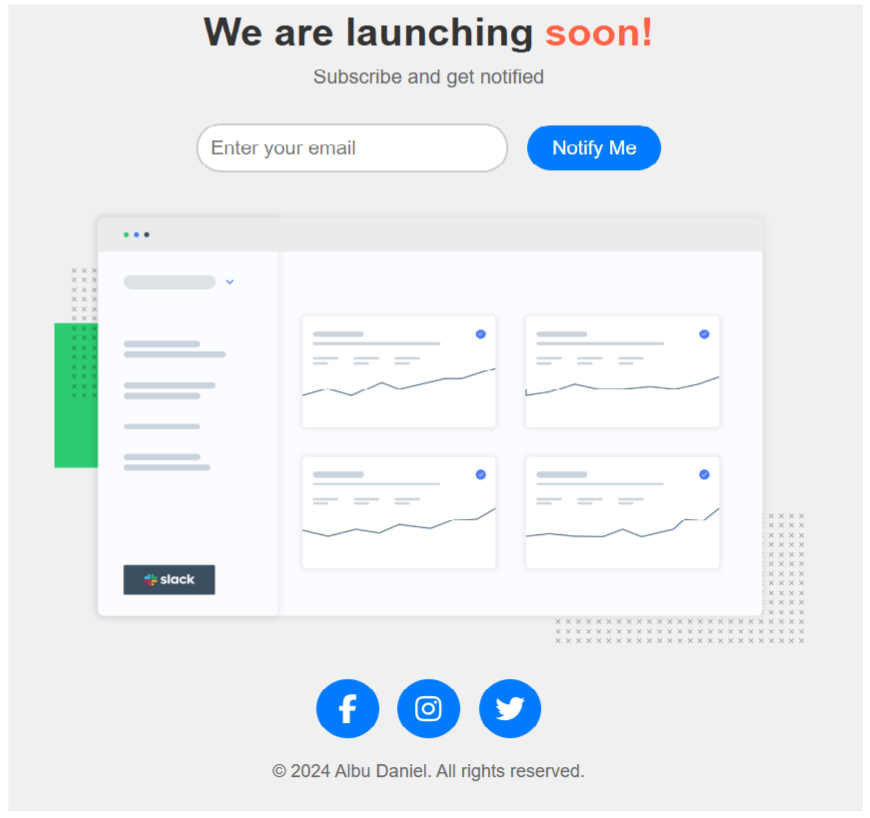 We are launching soon!
Subscribe and get notified
Enter your email
Notify Me
slack
© 2024 Albu Daniel. All rights reserved.